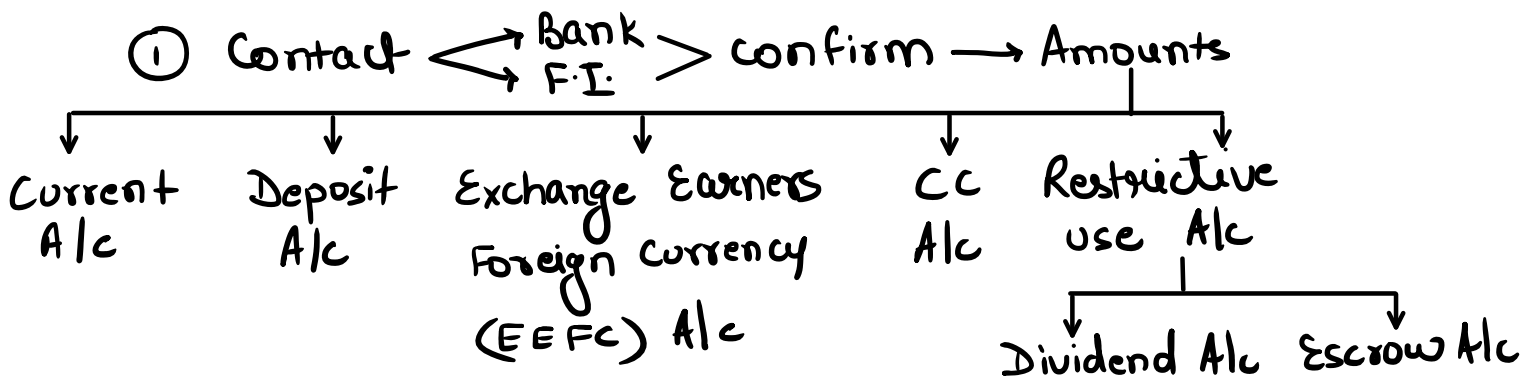 ① Contact Bank F.I. Confirm Amounts
Current A/c
Deposit A/c
Exchange Earners
Foreign Currency
(EEFC) A/c
CC A/c
Restrictive
use A/c
Dividend A/c Escrow A/c